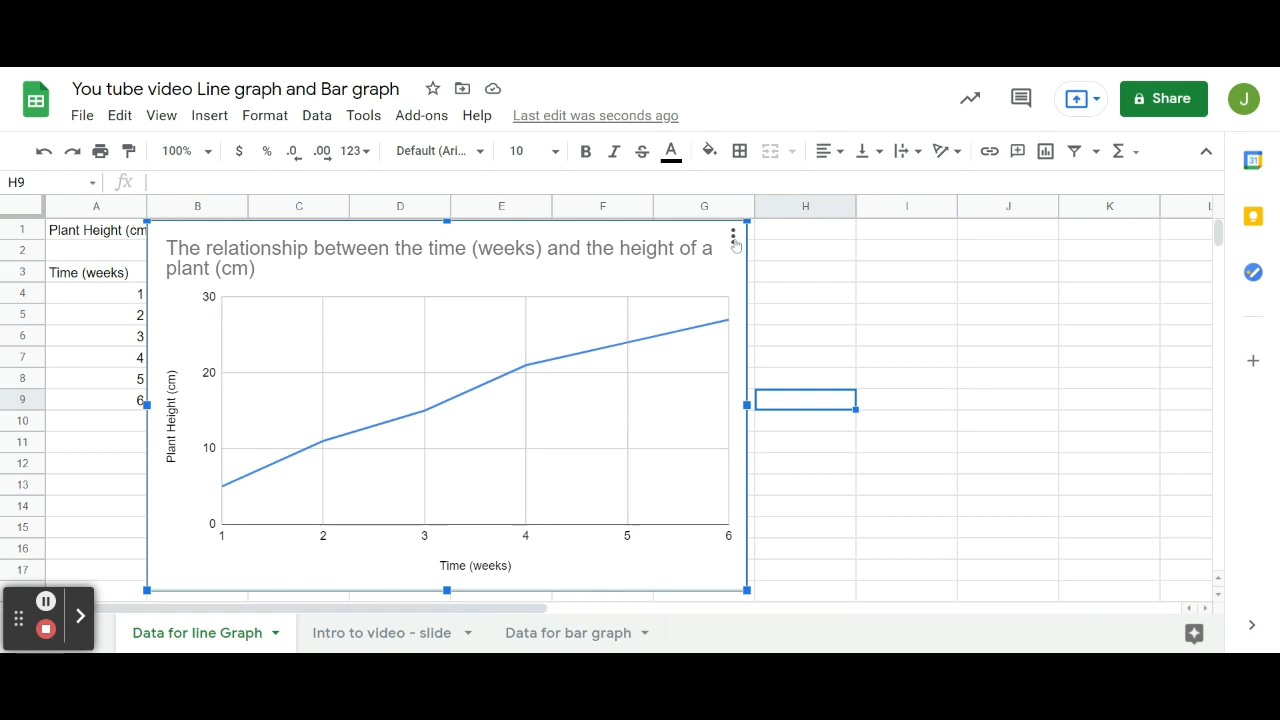 You tube video Line graph and Bar graph
File Edit View Insert Format Data Tools Add-ons Help Last edit was seconds ago
Share
J
100% $ % .0 .00 123 Default (Ari... 10 B I S A
31
H9 fx
A B C D E F G H I J K L
1 Plant Height (cm
2
3 Time (weeks)
4 1
5 2
6 3
7 4
8 5
9 6
10
11
12
13
14
15
16
17
The relationship between the time (weeks) and the height of a
plant (cm)
30
20
10
0
Plant Height (cm)
1 2 3 4 5 6
Time (weeks)
Data for line Graph Intro to video - slide Data for bar graph